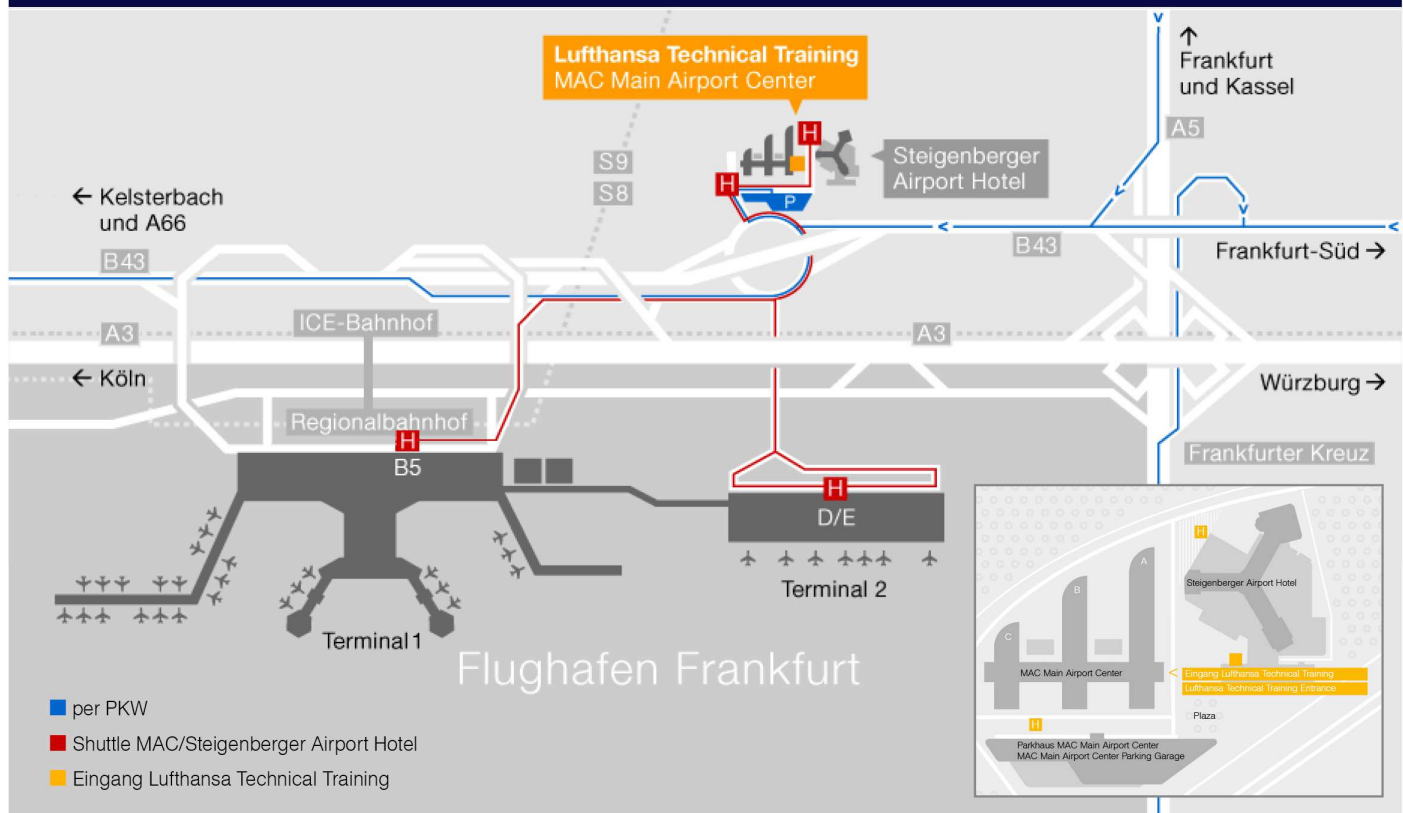 Lufthansa Technical Training
MAC Main Airport Center
↑
Frankfurt
und Kassel
A5
H
S9
S8
Steigenberger
Airport Hotel
H
P
← Kelsterbach
und A66
B43
B43
Frankfurt-Süd →
ICE-Bahnhof
A3
A3
← Köln
Würzburg →
Regionalbahnhof
H
B5
Frankfurter Kreuz
H
D/E
Terminal 2
Terminal 1
Flughafen Frankfurt
per PKW
Shuttle MAC/Steigenberger Airport Hotel
Eingang Lufthansa Technical Training
H
A
B
Steigenberger Airport Hotel
C
MAC Main Airport Center
< Eingang Lufthansa Technical Training
Lufthansa Technical Training Entrance
Plaza
H
Parkhaus MAC Main Airport Center
MAC Main Airport Center Parking Garage